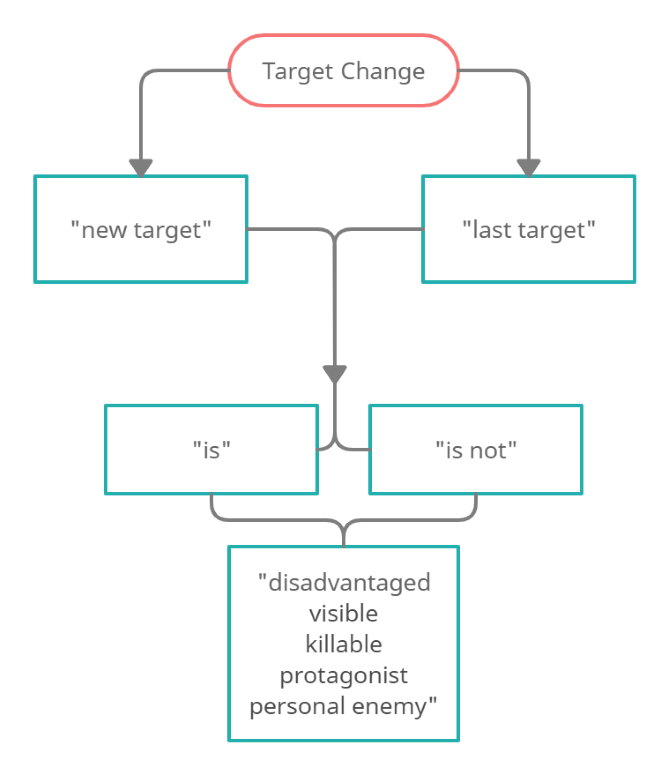 Target Change
"new target"
"last target"
"is"
"is not"
"disadvantaged
visible
killable
protagonist
personal enemy"